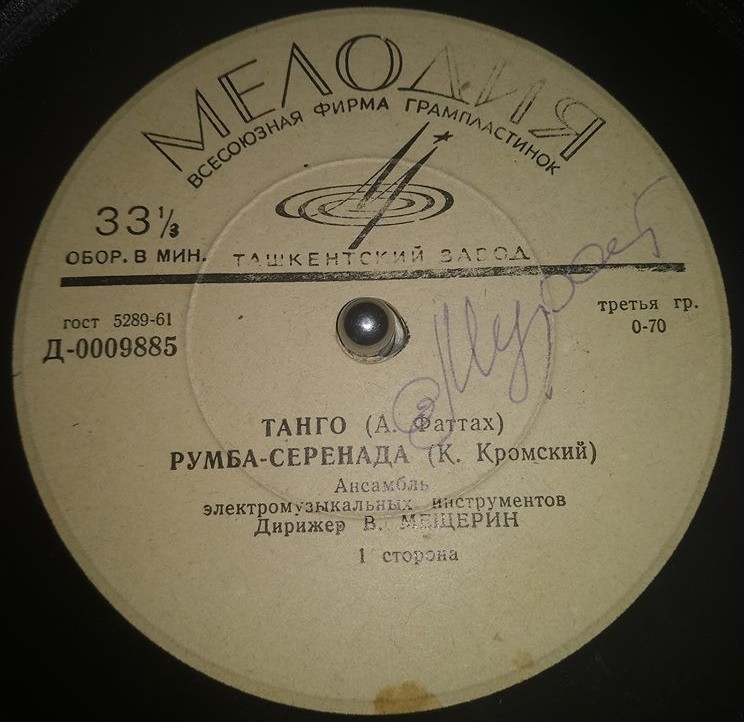 МЕЛОДИЯ
ВСЕСОЮЗНАЯ ФИРМА ГРАМПЛАСТИНОК
33⅓
ОБОР. В МИН.
ТАШКЕНТСКИЙ ЗАВОД
гост 5289-61
Д-0009885
третья гр.
0-70
ТАНГО (А. Фаттах)
РУМБА-СЕРЕНАДА (К. Кромский)
Ансамбль
электромузыкальных инструментов
Дирижер В. МЕЩЕРИН
1 сторона